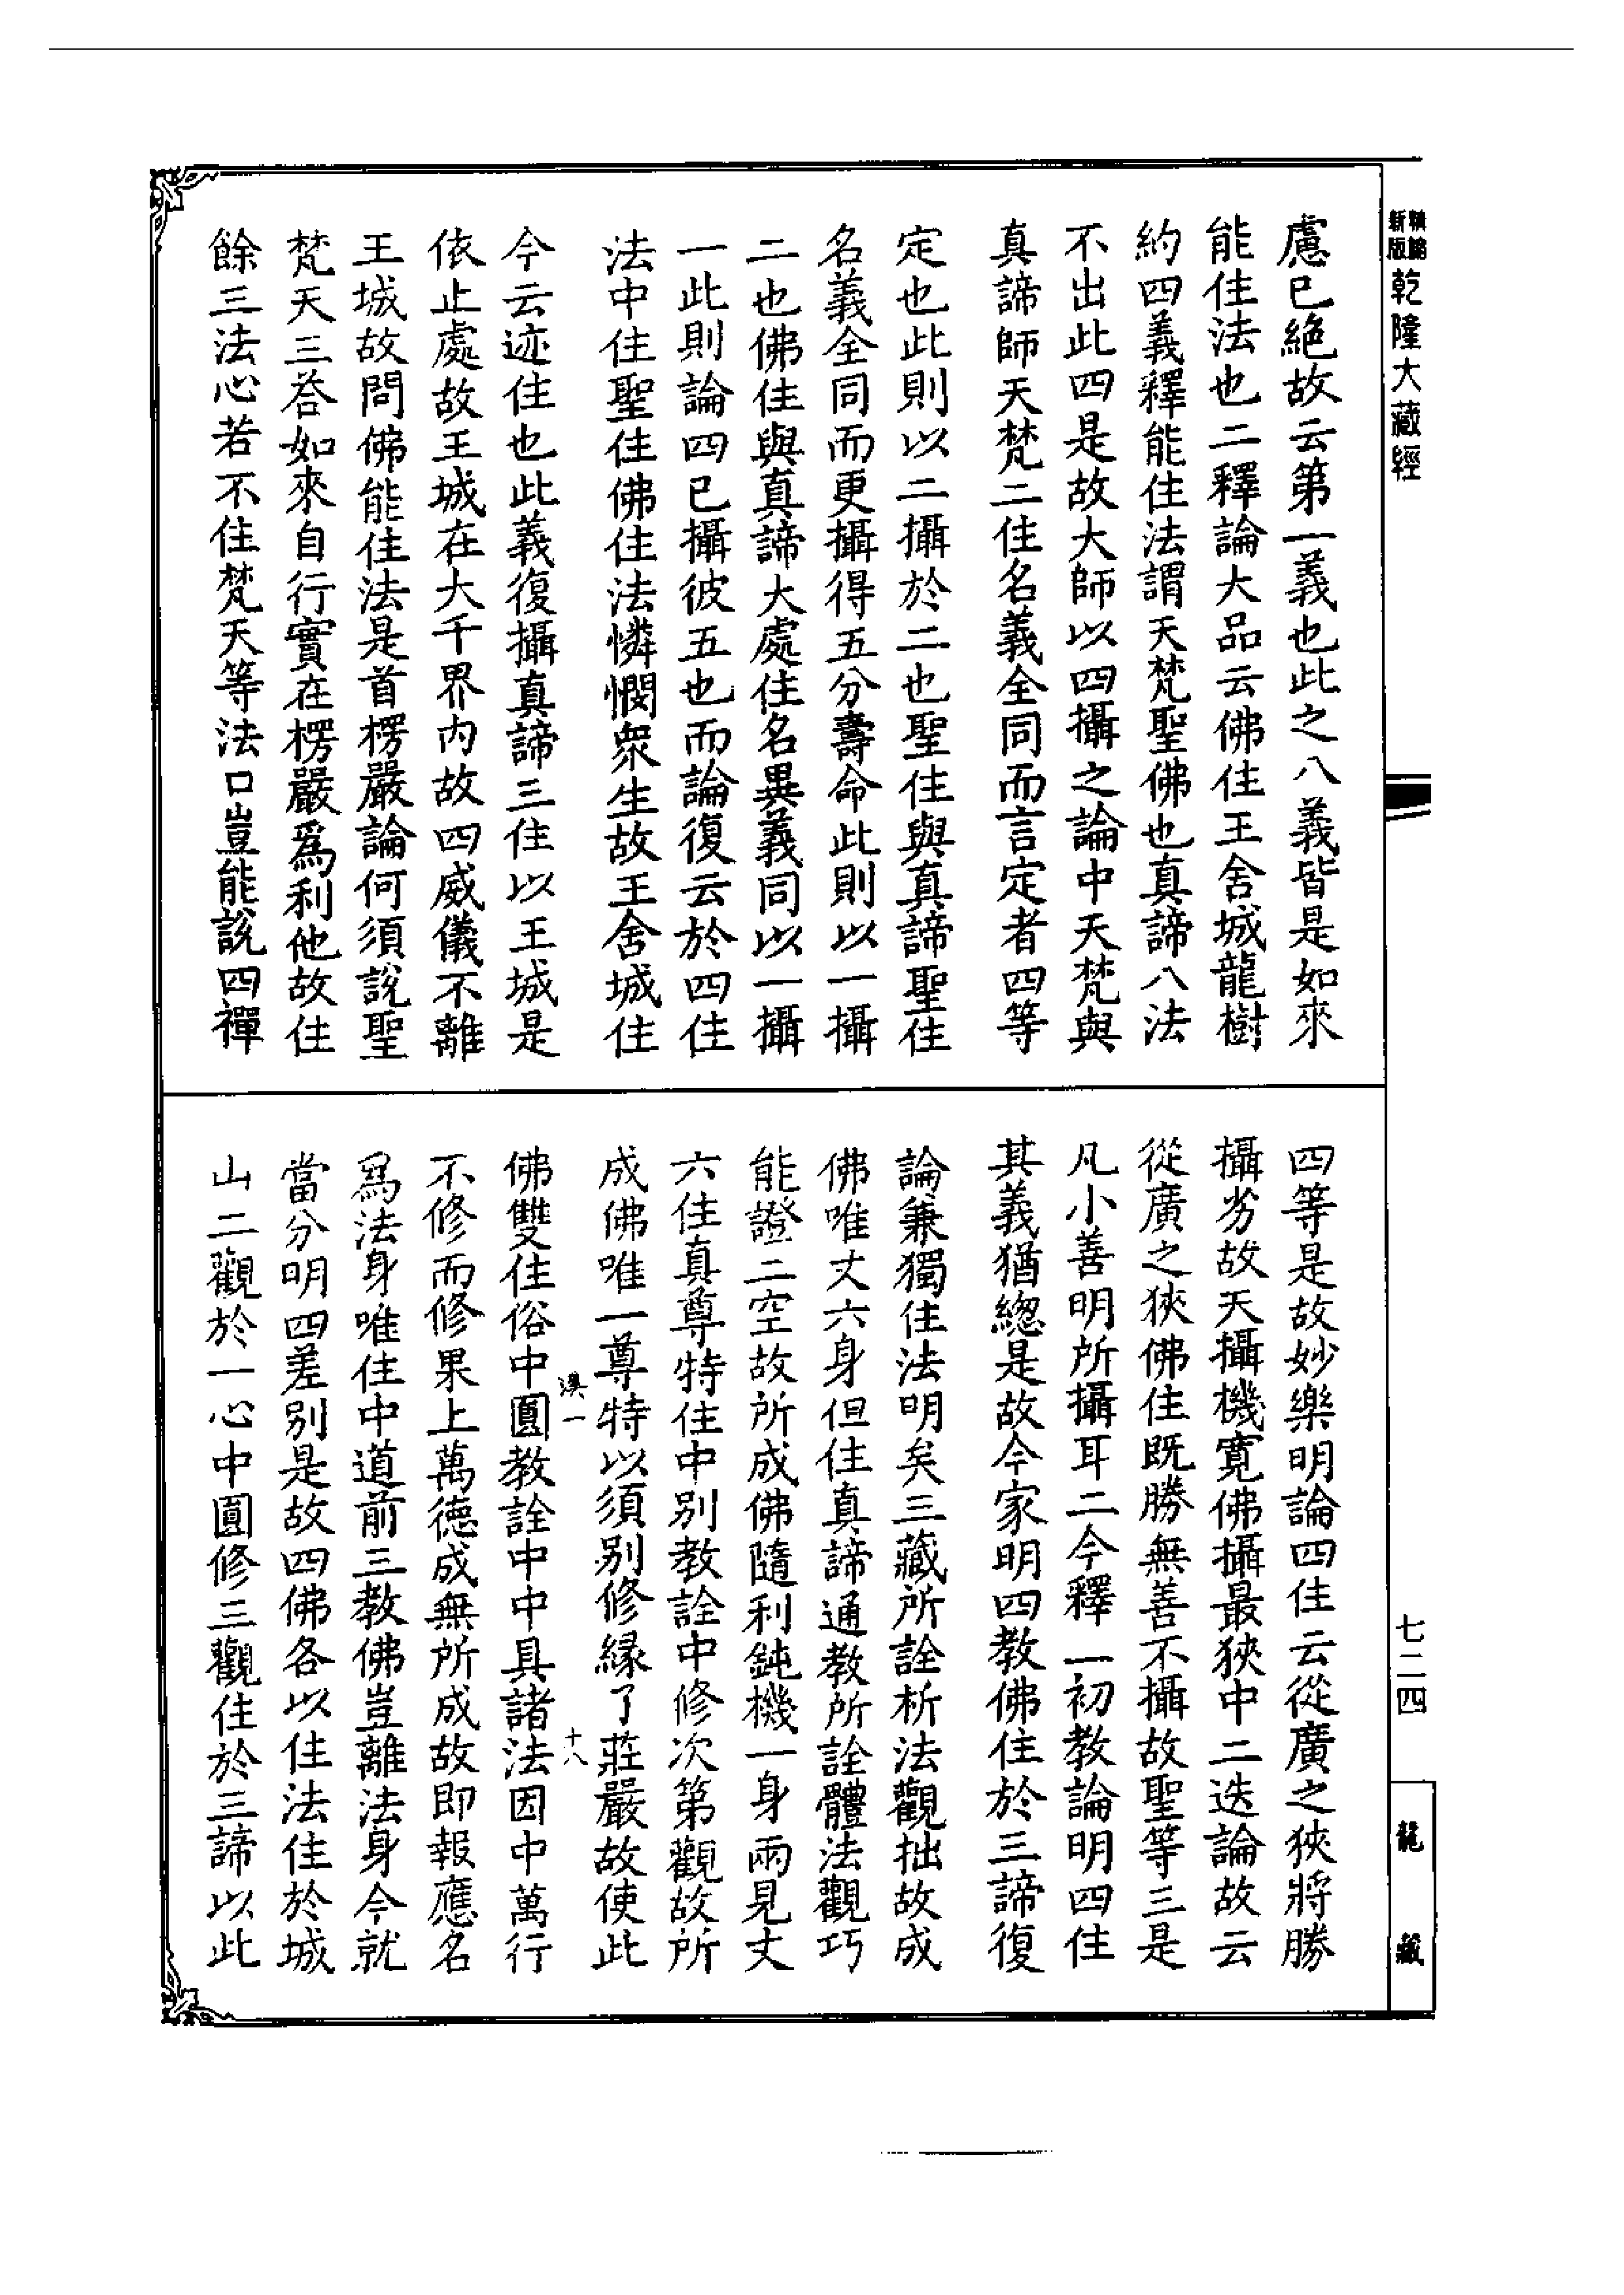 精縮
新版
乾隆大藏經
慮已絶故云第一義也此之八義皆是如來
能住法也二釋論大品云佛住王舍城龍樹
約四義釋能住法謂天梵聖佛也真諦八法
不出此四是故大師以四攝之論中天梵與
真諦師天梵二住名義全同而言定者四等
定也此則以二攝於二也聖住與真諦聖住
名義全同而更攝得五分壽命此則以一攝
二也佛住與真諦大處住名異義同以一攝
一此則論四已攝彼五也而論復云於四住
法中住聖住佛住法憐憫衆生故王舍城住
今云迹住也此義復攝真諦三住以王城是
依止處故王城在大千界内故四威儀不離
王城故問佛能住法是首楞嚴論何須說聖
梵天三荅如來自行實在楞嚴爲利他故住
餘三法心若不住梵天等法口豈能說四禪
四等是故妙樂明論四住云從廣之狹將勝
攝劣故天攝機寬佛攝最狹中二迭論故云
從廣之狹佛住既勝無善不攝故聖等三是
凡小善明所攝耳二今釋一初教論明四住
其義猶總是故今家明四教佛住於三諦復
論兼獨住法明矣三藏所詮析法觀拙故成
佛唯丈六身但住真諦通教所詮體法觀巧
能證二空故所成佛隨利鈍機一身兩見丈
六住真尊特住中別教詮中修次第觀故所
成佛唯一尊特以須別修緣了莊嚴故使此
佛雙住俗中圓教詮中中具諸法因中萬行
不修而修果上萬德成無所成故即報應名
爲法身唯住中道前三教佛豈離法身今就
當分明四差別是故四佛各以住法住於城
山二觀於一心中圓修三觀住於三諦以此
漢一
十八
七二四
龍藏